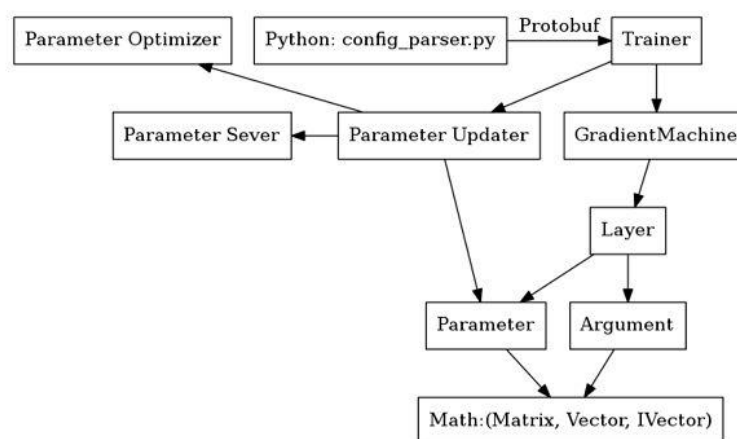 Parameter Optimizer
Python: config_parser.py
Protobuf
Trainer
Parameter Sever
Parameter Updater
GradientMachine
Layer
Parameter
Argument
Math:(Matrix, Vector, IVector)